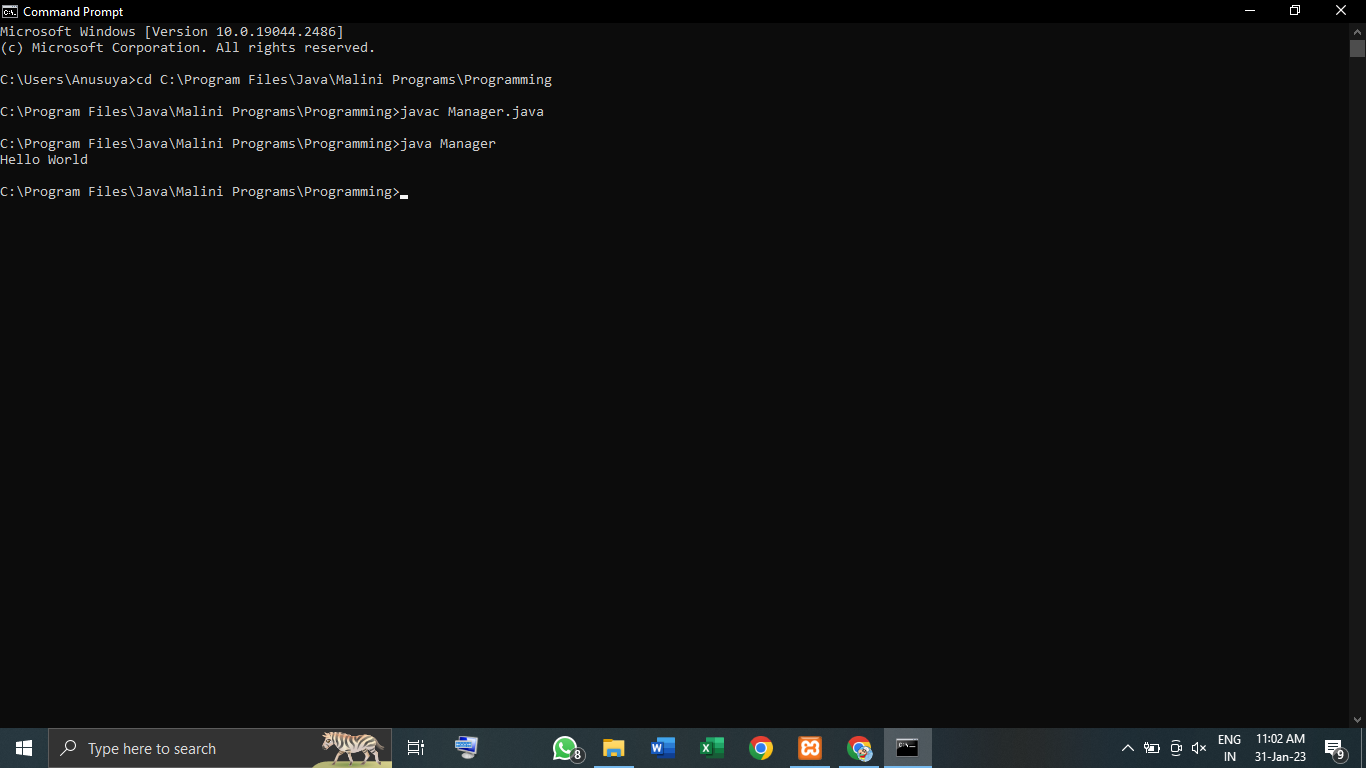 Command Prompt
Microsoft Windows [Version 10.0.19044.2486]
(c) Microsoft Corporation. All rights reserved.
C:\Users\Anusuya>cd C:\Program Files\Java\Malini Programs\Programming
C:\Program Files\Java\Malini Programs\Programming>javac Manager.java
C:\Program Files\Java\Malini Programs\Programming>java Manager
Hello World
C:\Program Files\Java\Malini Programs\Programming>
Type here to search
8
ENG
IN
11:02 AM
31-Jan-23
9